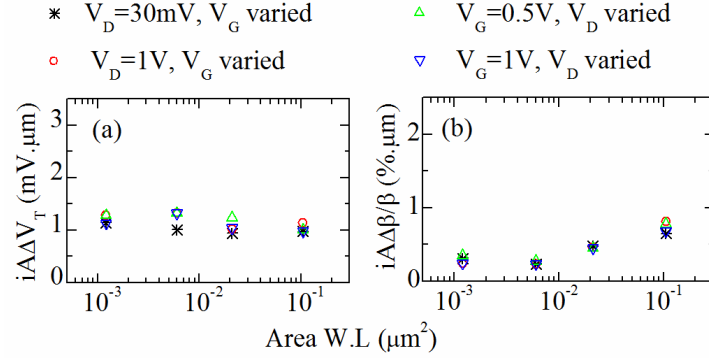 V_D=30mV, V_G varied
V_G=0.5V, V_D varied
V_D=1V, V_G varied
V_G=1V, V_D varied
(a)
(b)
iAΔV_T (mV.μm)
3
2
1
0
10^-3
10^-2
10^-1
iAΔβ/β (%.μm)
2
1
0
10^-3
10^-2
10^-1
Area W.L (μm^2)